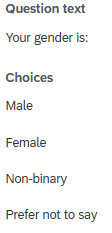 Question text
Your gender is:
Choices
Male
Female
Non-binary
Prefer not to say